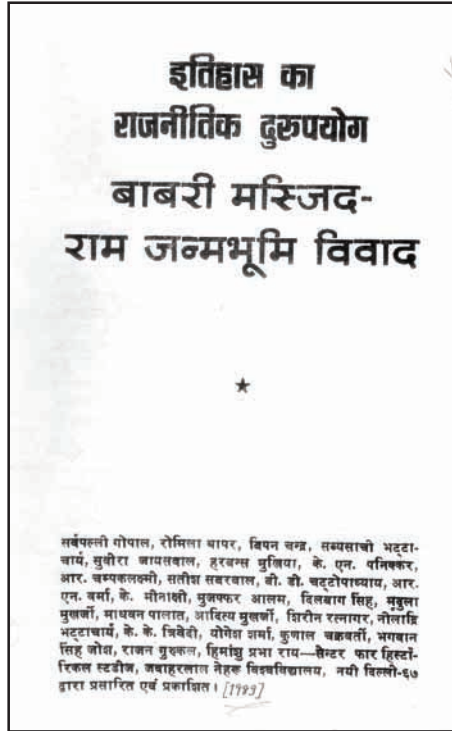 इतिहास का
राजनीतिक दुरुपयोग
बाबरी मस्जिद-
राम जन्मभूमि विवाद
★
सर्वपल्ली गोपाल, रोमिला थापर, बिपन चन्द्र, सब्यसाची भट्टा-
चार्य, सुवीरा जायसवाल, हरबन्स मुखिया, के. एन. पनिक्कर,
आर. चम्पकलक्ष्मी, सतीश सबरवाल, बी. डी. चट्टोपाध्याय, आर.
एन. वर्मा, के. मीनाक्षी, मुजफ्फर आलम, दिलबाग सिंह, मृदुला
मुखर्जी, माधवन पालात, आदित्य मुखर्जी, शिरीन रत्नागर, नीलाद्रि
भट्टाचार्य, के. के. त्रिवेदी, योगेश शर्मा, कुणाल चक्रवर्ती, भगवान
सिंह जोश, राजन गुरुक्कल, हिमांशु प्रभा राय—सेन्टर फार हिस्टॉ-
रिकल स्टडीज, जवाहरलाल नेहरू विश्वविद्यालय, नयी दिल्ली-६७
द्वारा प्रसारित एवं प्रकाशित। [1989]